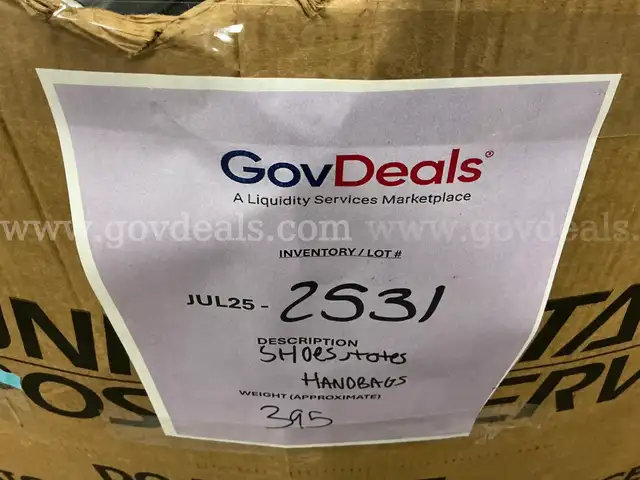 GovDeals®
A Liquidity Services Marketplace
www.govdeals.com www.govdeals.com
INVENTORY / LOT #
JUL25 - 2531
DESCRIPTION
SHOES, totes
HANDBAGS
WEIGHT (APPROXIMATE)
395